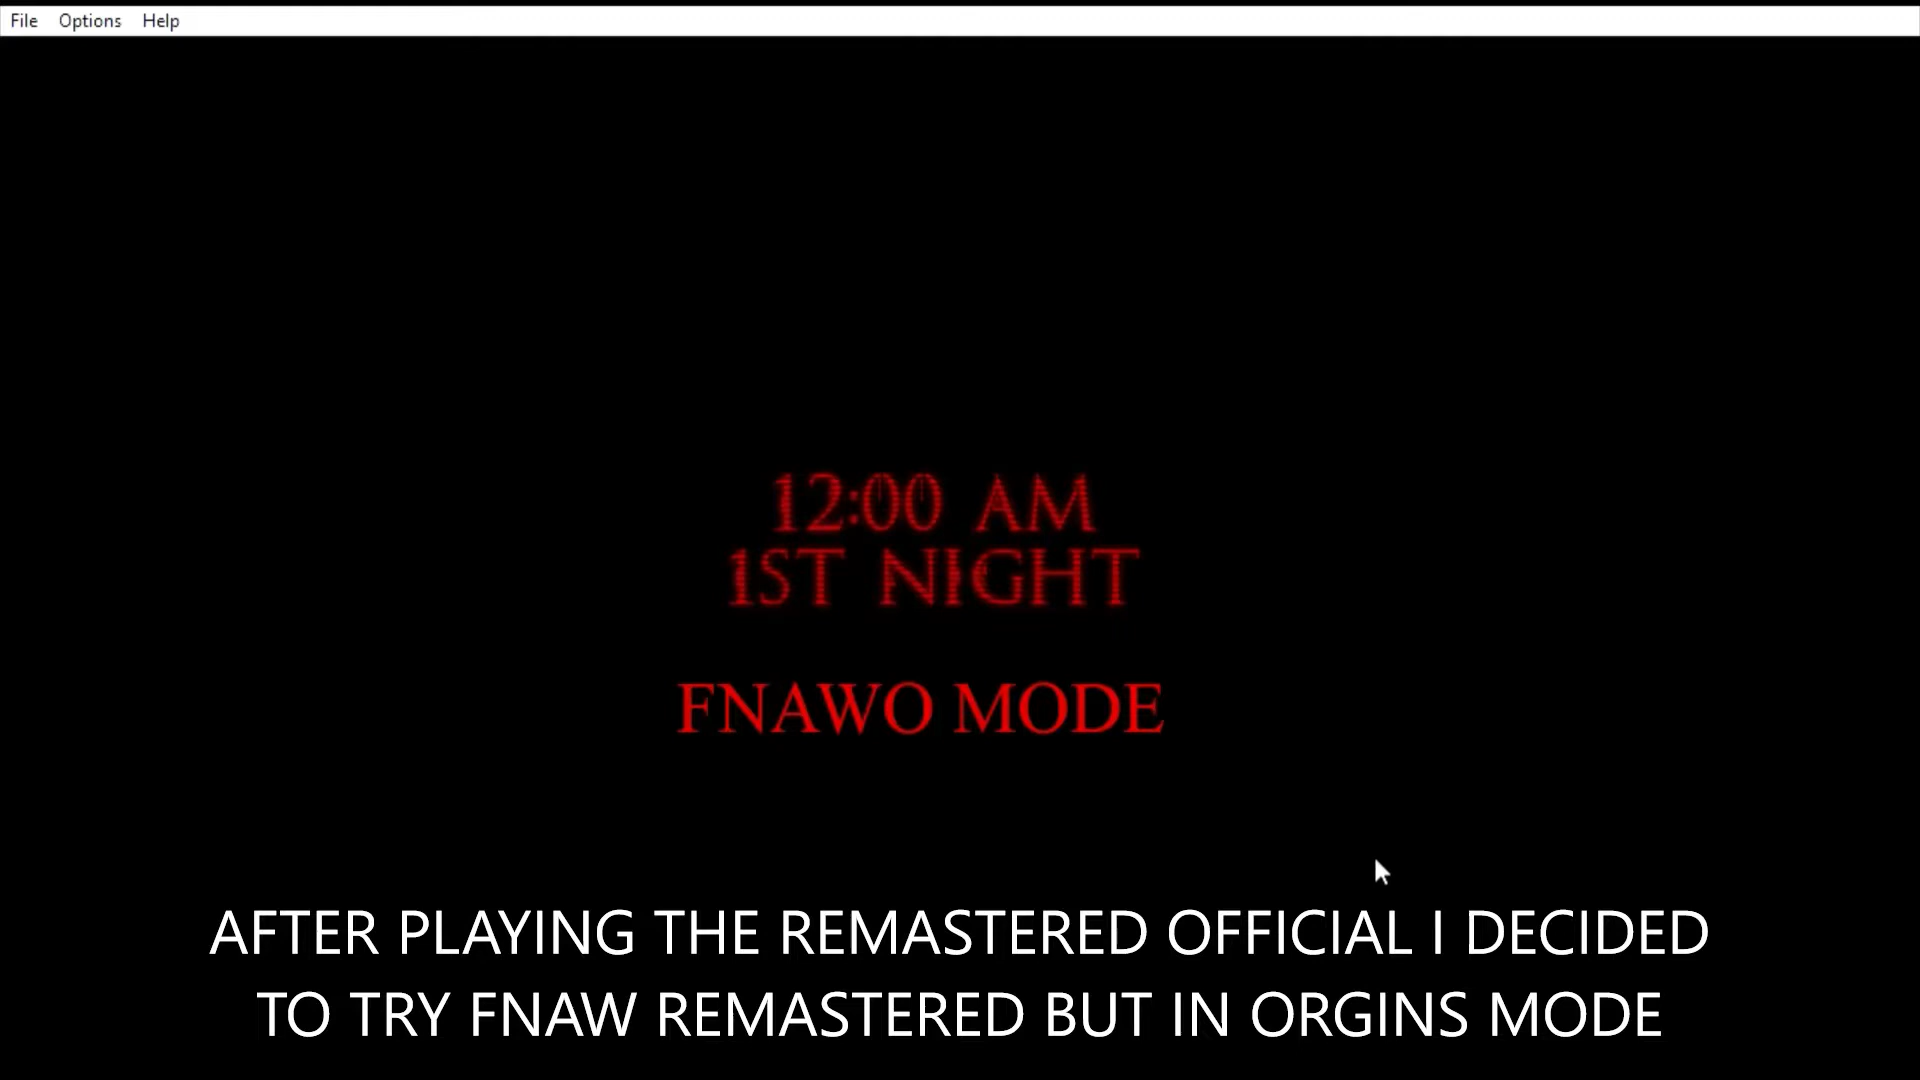 File Options Help
12:00 AM
1ST NIGHT
FNAWO MODE
AFTER PLAYING THE REMASTERED OFFICIAL I DECIDED
TO TRY FNAW REMASTERED BUT IN ORGINS MODE